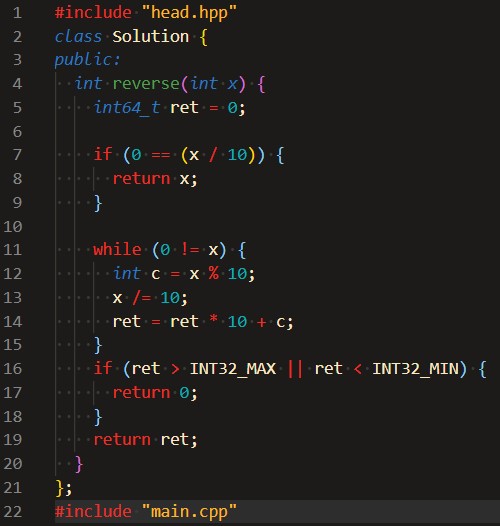 1 #include "head.hpp"
2 class Solution {
3 public:
4   int reverse(int x) {
5     int64_t ret = 0;
6
7     if (0 == (x / 10)) {
8       return x;
9     }
10
11     while (0 != x) {
12       int c = x % 10;
13       x /= 10;
14       ret = ret * 10 + c;
15     }
16     if (ret > INT32_MAX || ret < INT32_MIN) {
17       return 0;
18     }
19     return ret;
20   }
21 };
22 #include "main.cpp"